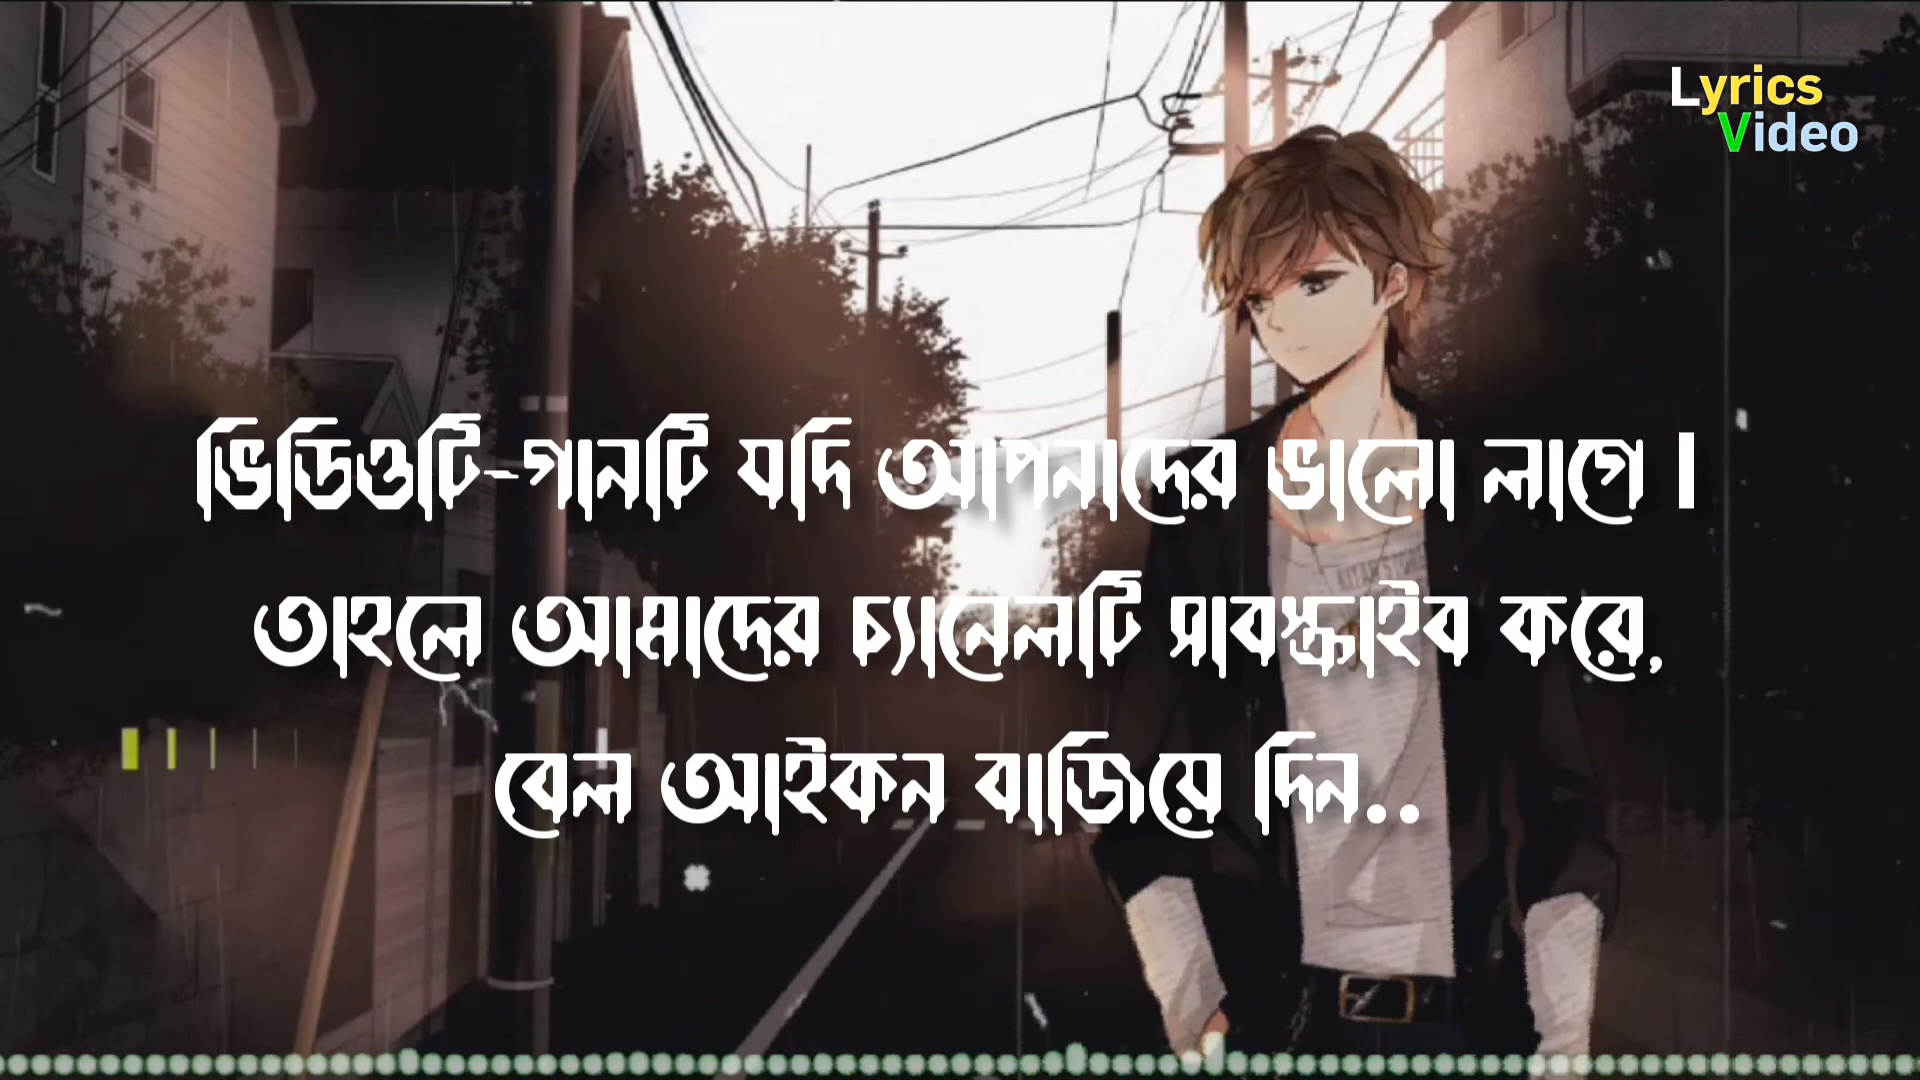 Lyrics
Video
ভিডিওটি-গানটি যদি আপনাদের ভালো লাগে।
তাহলে আমাদের চ্যানেলটি সাবস্ক্রাইব করে,
বেল আইকন বাজিয়ে দিন..